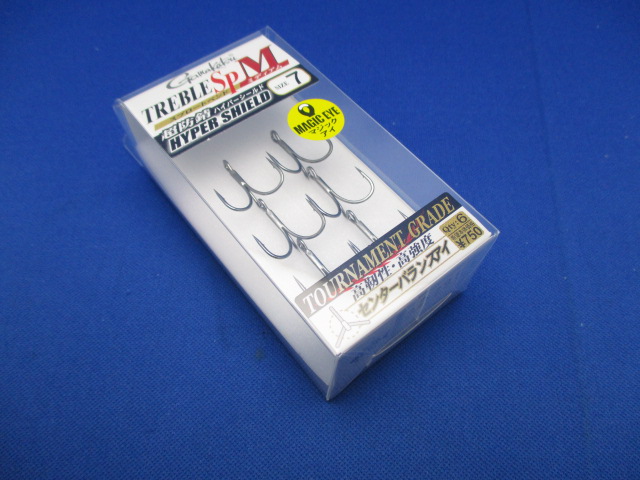 Gamakatsu
TREBLE SP M
SIZE 7
超防錆 ハイパーシールド
HYPER SHIELD
MAGIC EYE
マジック
アイ
TOURNAMENT GRADE
高靭性・高強度
センターバランスアイ
Qty. 6
¥750